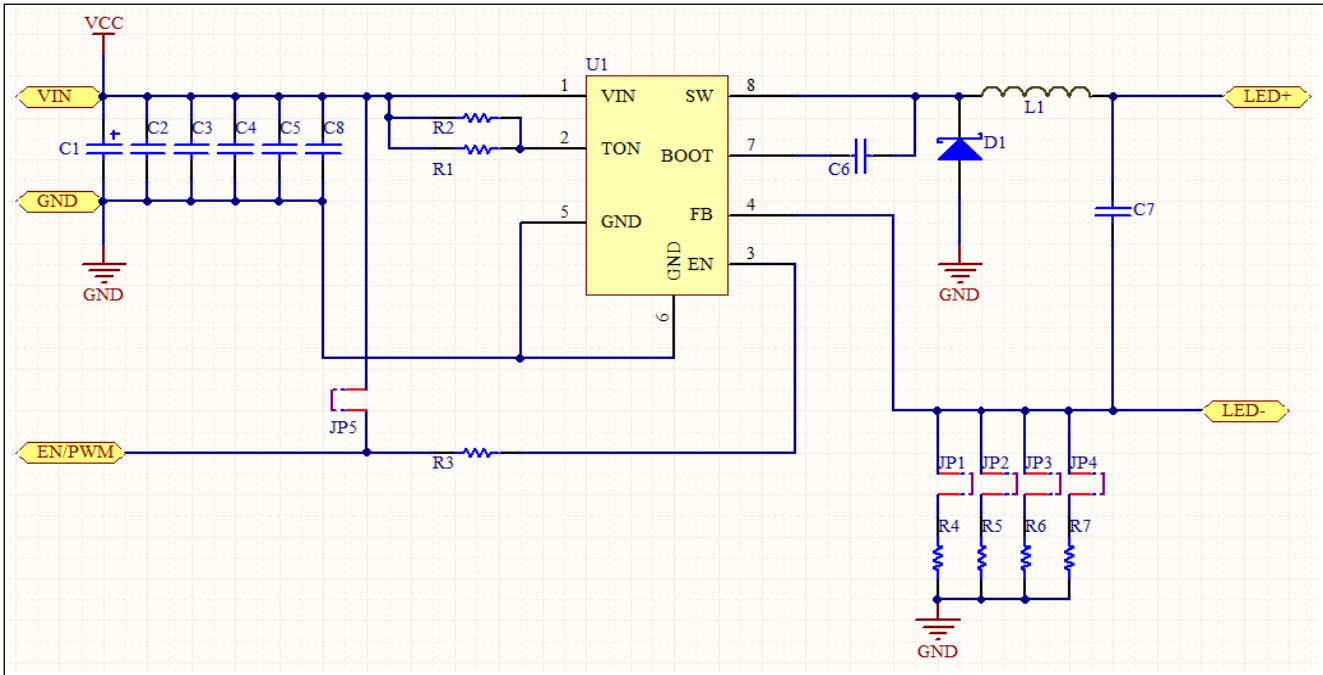 VCC
U1
VIN
1
VIN
SW
8
LED+
C1
+
C2
C3
C4
C5
C8
R2
L1
2
TON
BOOT
7
C6
D1
R1
GND
5
GND
FB
4
C7
GND
EN
3
GND
GND
6
JP5
LED-
EN/PWM
R3
JP1
JP2
JP3
JP4
R4
R5
R6
R7
GND